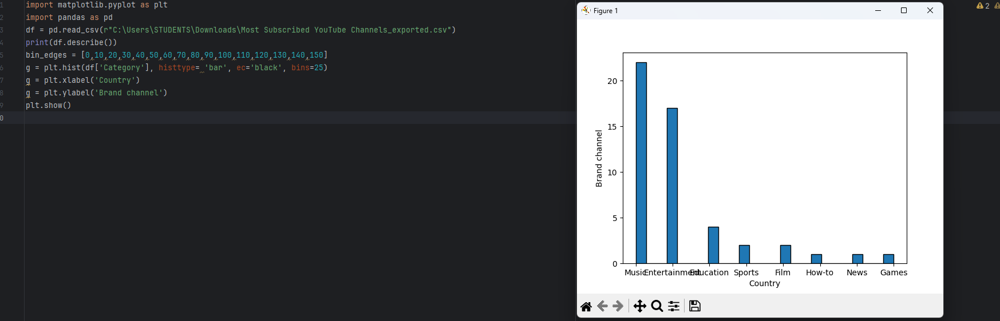 1 import matplotlib.pyplot as plt
2 import pandas as pd
3 df = pd.read_csv(r"C:\Users\STUDENTS\Downloads\Most Subscribed YouTube Channels_exported.csv")
4 print(df.describe())
5 bin_edges = [0,10,20,30,40,50,60,70,80,90,100,110,120,130,140,150]
6 g = plt.hist(df['Category'], histtype= 'bar', ec='black', bins=25)
7 g = plt.xlabel('Country')
8 g = plt.ylabel('Brand channel')
9 plt.show()
0
2
Figure 1
20
15
10
5
0
Brand channel
Music Entertainment Education Sports Film How-to News Games
Country